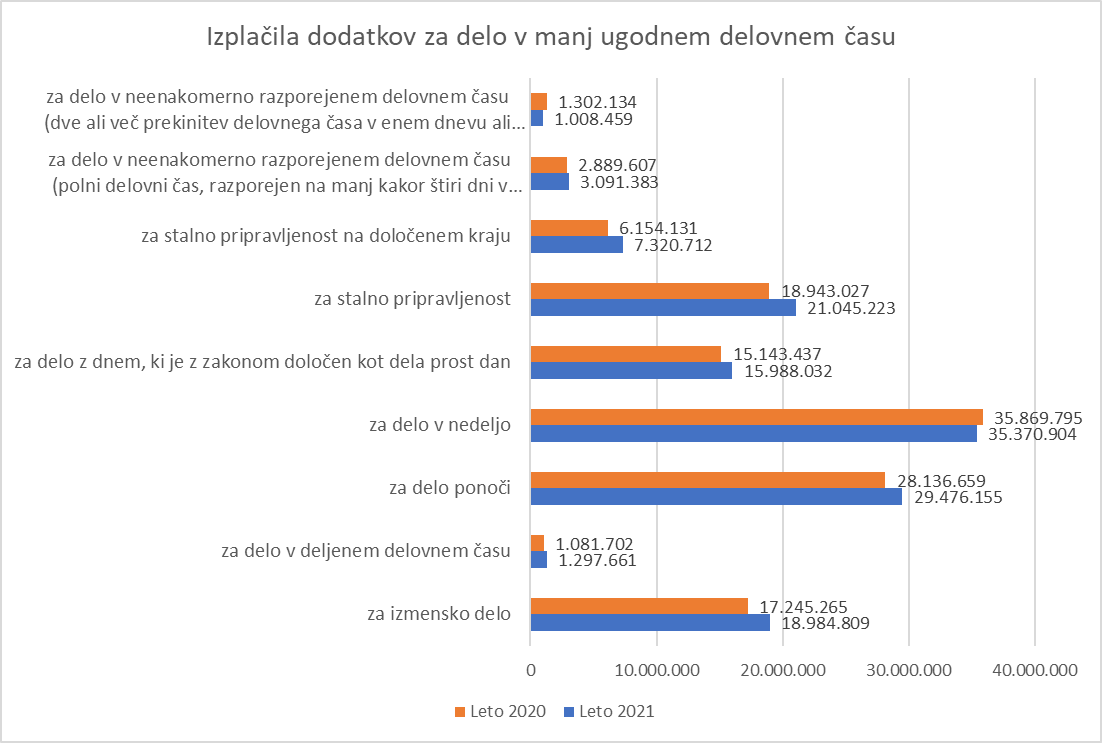 Izplačila dodatkov za delo v manj ugodnem delovnem času
za delo v neenakomerno razporejenem delovnem času
(dve ali več prekinitev delovnega časa v enem dnevu ali...
1.302.134
1.008.459
za delo v neenakomerno razporejenem delovnem času
(polni delovni čas, razporejen na manj kakor štiri dni v...
2.889.607
3.091.383
za stalno pripravljenost na določenem kraju
6.154.131
7.320.712
za stalno pripravljenost
18.943.027
21.045.223
za delo z dnem, ki je z zakonom določen kot dela prost dan
15.143.437
15.988.032
za delo v nedeljo
35.869.795
35.370.904
za delo ponoči
28.136.659
29.476.155
za delo v deljenem delovnem času
1.081.702
1.297.661
za izmensko delo
17.245.265
18.984.809
0 10.000.000 20.000.000 30.000.000 40.000.000
Leto 2020 Leto 2021